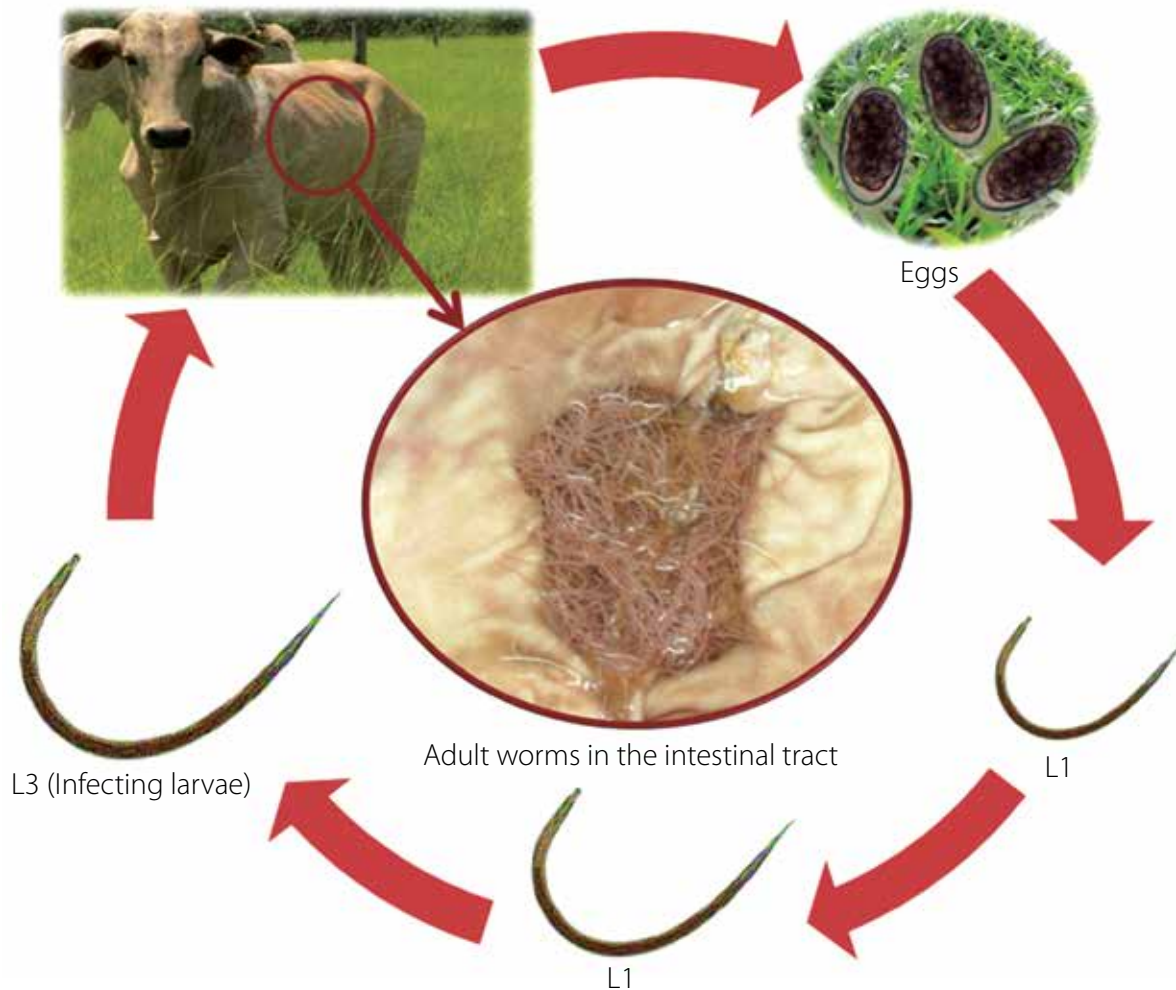 Eggs
L1
L1
L3 (Infecting larvae)
Adult worms in the intestinal tract